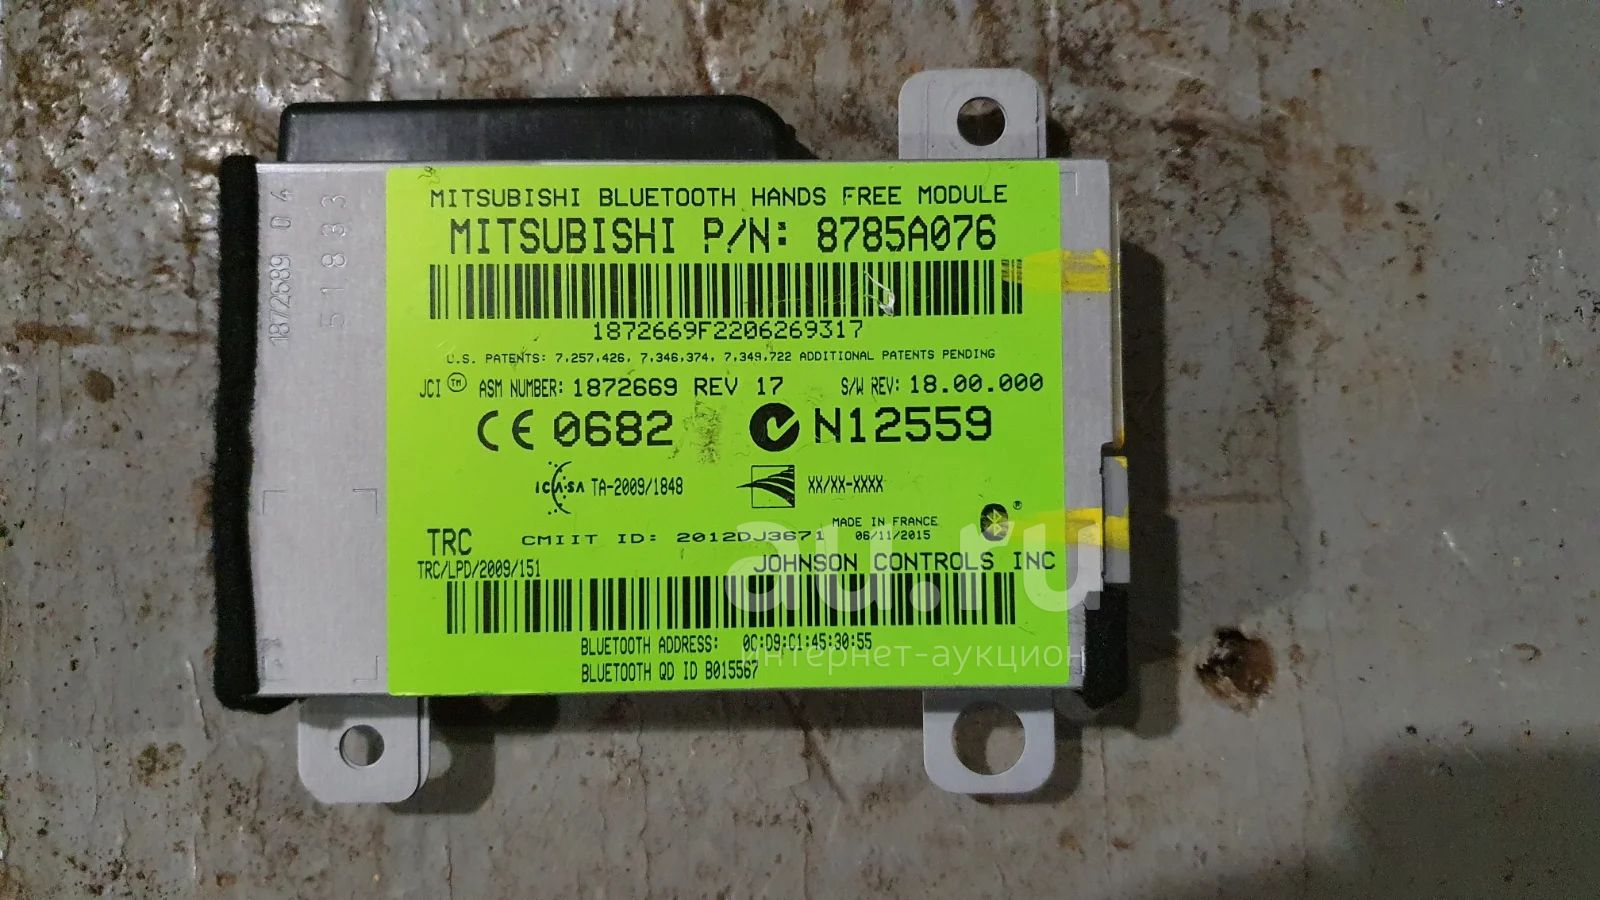 MITSUBISHI BLUETOOTH HANDS FREE MODULE
MITSUBISHI P/N: 8785A076
1872669F2206269317
U.S. PATENTS: 7,257,426, 7,346,374, 7,349,722 ADDITIONAL PATENTS PENDING
JCI TM ASM NUMBER: 1872669 REV 17 S/W REV: 18.00.000
CE 0682 N12559
ICASA TA-2009/1848 XX/XX-XXXX
MADE IN FRANCE
TRC CMIIT ID: 2012DJ3671 06/11/2015 ®
TRC/LPD/2009/151 JOHNSON CONTROLS INC
BLUETOOTH ADDRESS: 0C:D9:C1:45:30:55
BLUETOOTH QD ID B015567
1872689 04
51833
au.ru
интернет-аукцион